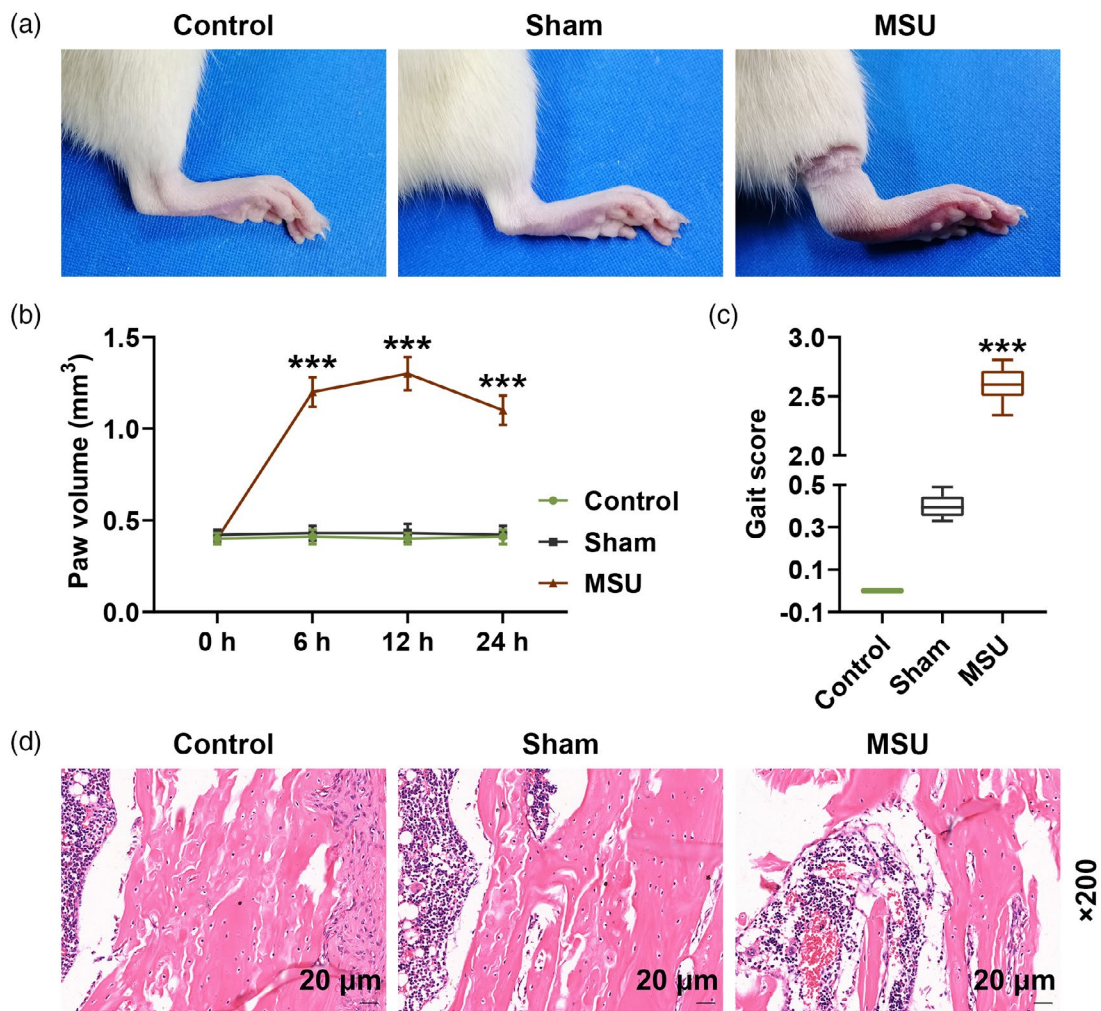 (a)
Control Sham MSU
(b)
Paw volume (mm³)
1.5
1.0
0.5
0.0
*** *** ***
0 h 6 h 12 h 24 h
Control
Sham
MSU
(c)
Gait score
3.0
2.5
2.0
0.5
0.3
0.1
-0.1
***
Control Sham MSU
(d)
Control Sham MSU
20 µm 20 µm 20 µm
×200